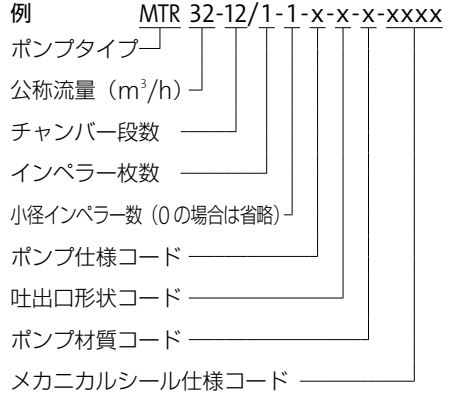 例 MTR 32-12/1-1-x-x-x-xxxx
ポンプタイプ
公称流量（m³/h）
チャンバー段数
インペラー枚数
小径インペラー数（0の場合は省略）
ポンプ仕様コード
吐出口形状コード
ポンプ材質コード
メカニカルシール仕様コード